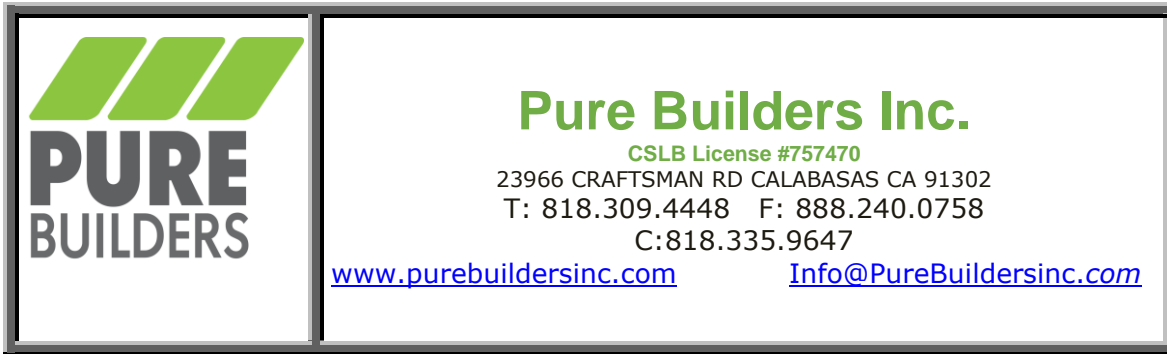 PURE
BUILDERS
Pure Builders Inc.
CSLB License #757470
23966 CRAFTSMAN RD CALABASAS CA 91302
T: 818.309.4448 F: 888.240.0758
C:818.335.9647
www.purebuildersinc.com Info@PureBuildersinc.com